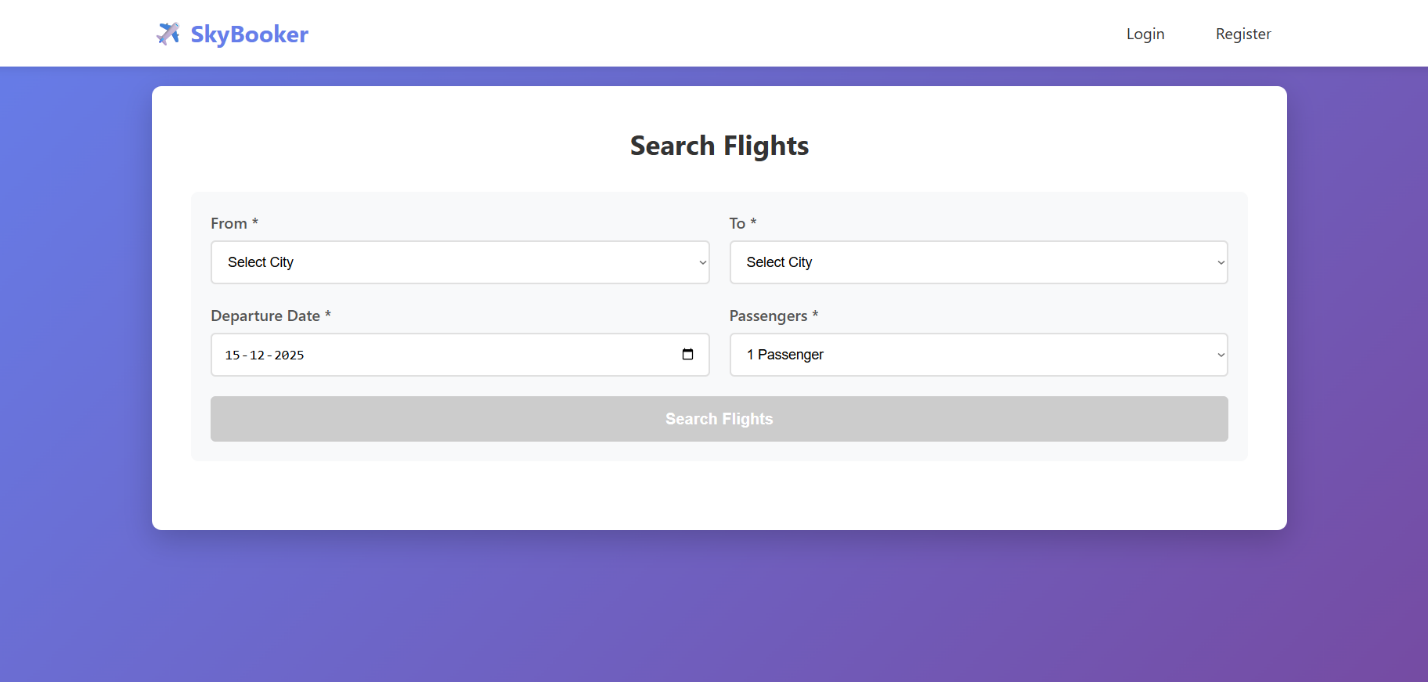 SkyBooker
Login Register
Search Flights
From * To *
Select City Select City
Departure Date * Passengers *
15-12-2025 1 Passenger
Search Flights